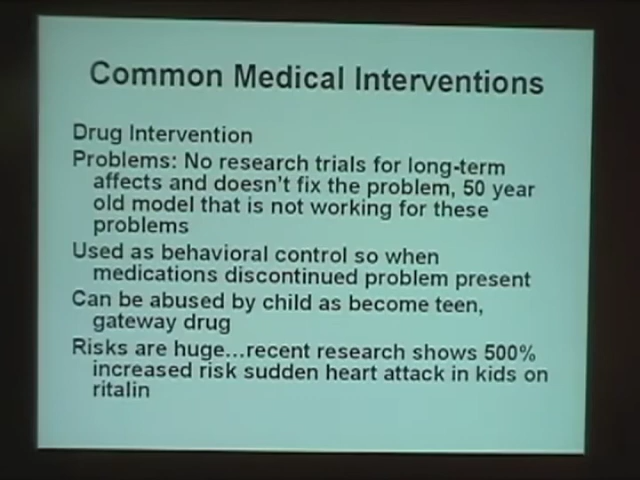 Common Medical Interventions
Drug Intervention
Problems: No research trials for long-term
affects and doesn't fix the problem, 50 year
old model that is not working for these
problems
Used as behavioral control so when
medications discontinued problem present
Can be abused by child as become teen,
gateway drug
Risks are huge...recent research shows 500%
increased risk sudden heart attack in kids on
ritalin